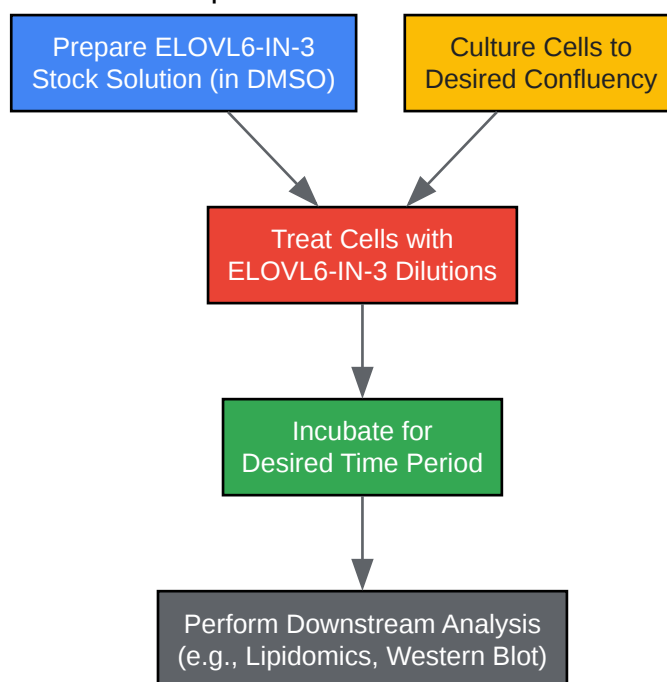 Prepare ELOVL6-IN-3
Stock Solution (in DMSO)
Culture Cells to
Desired Confluency
Treat Cells with
ELOVL6-IN-3 Dilutions
Incubate for
Desired Time Period
Perform Downstream Analysis
(e.g., Lipidomics, Western Blot)